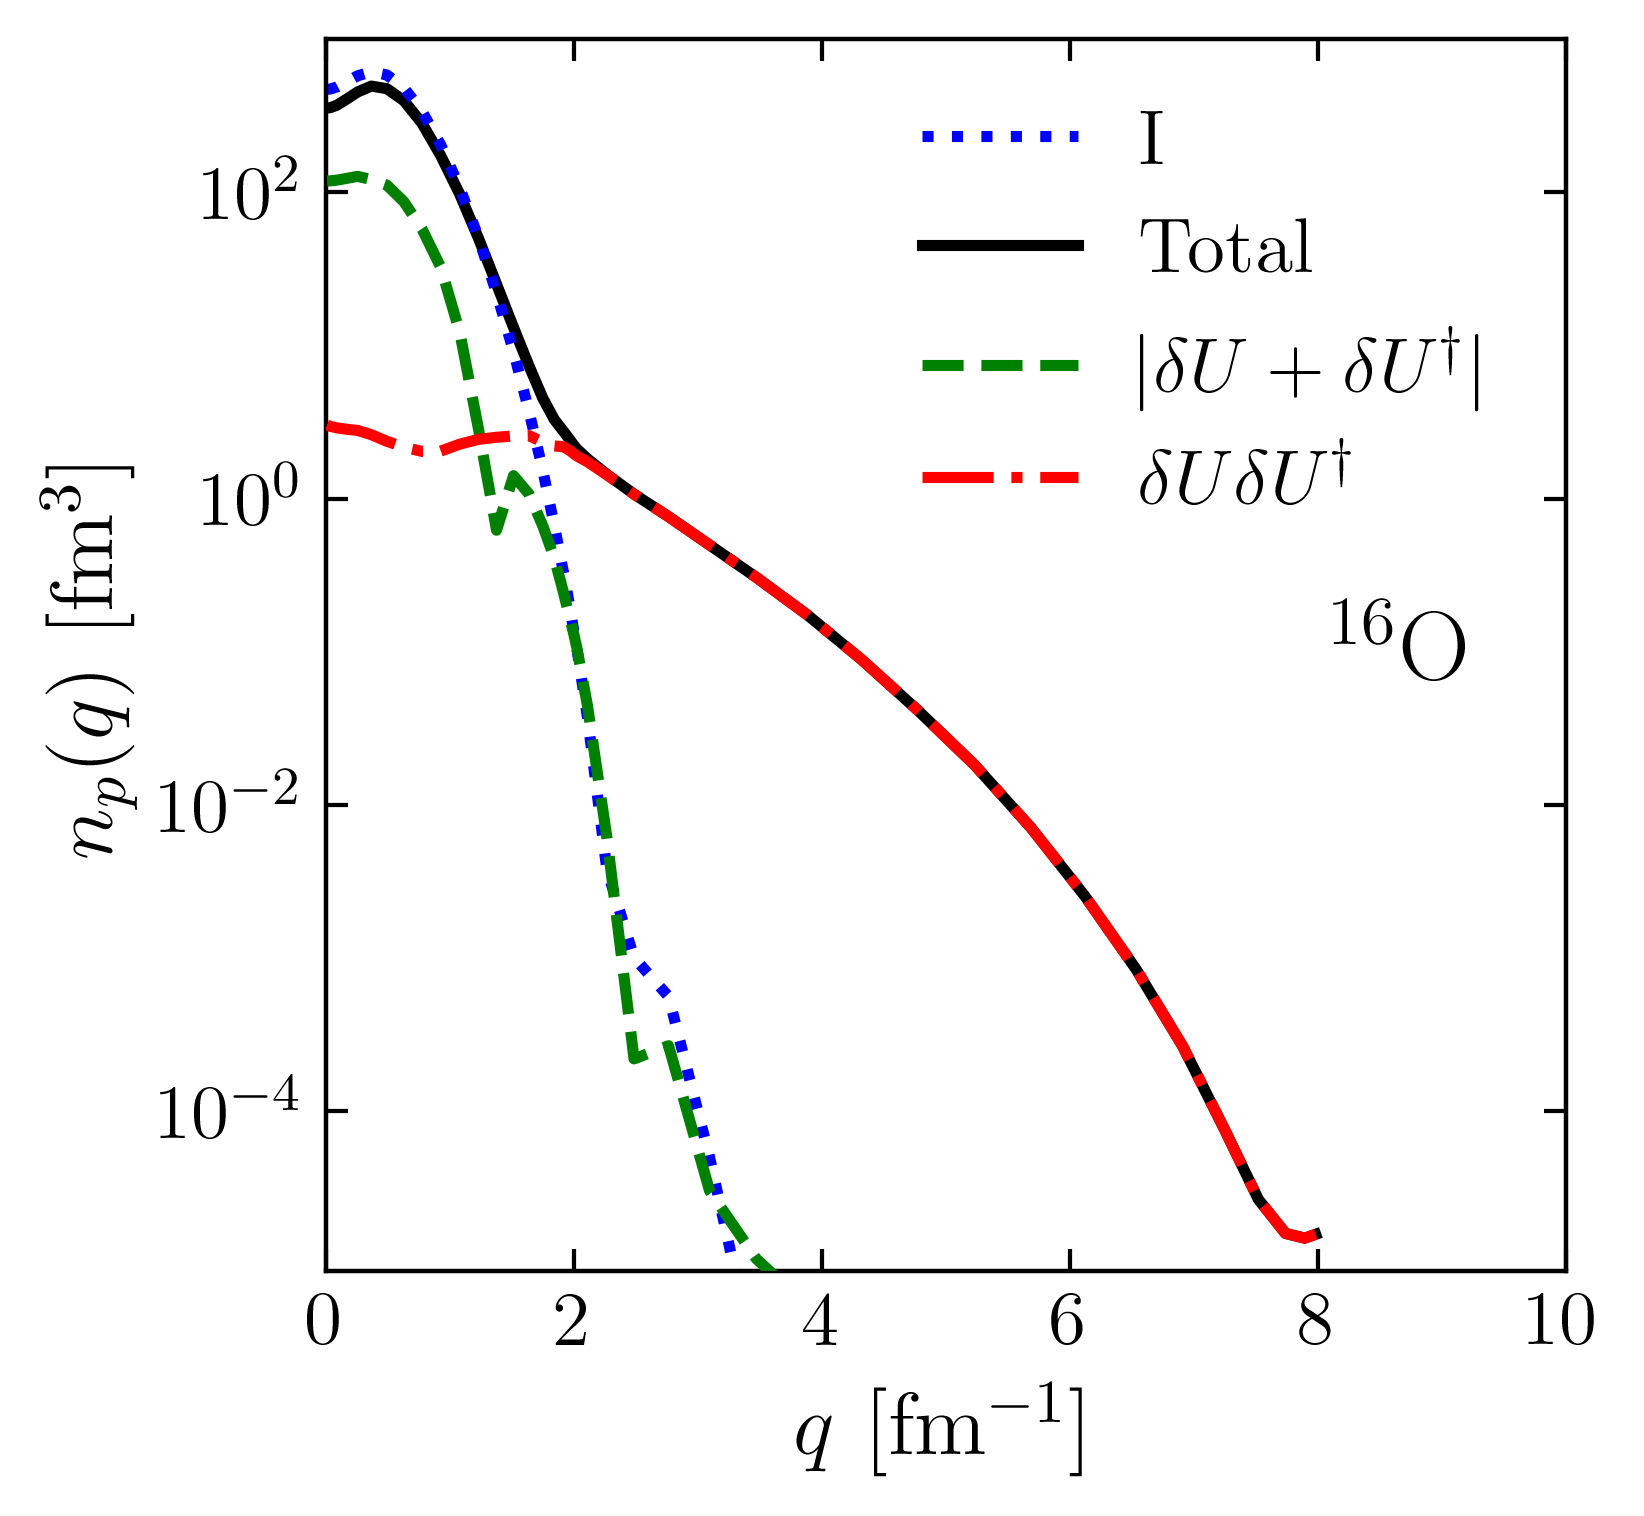 I
Total
|δU + δU†|
δUδU†
¹⁶O
10²
10⁰
10⁻²
10⁻⁴
nₚ(q) [fm³]
0 2 4 6 8 10
q [fm⁻¹]